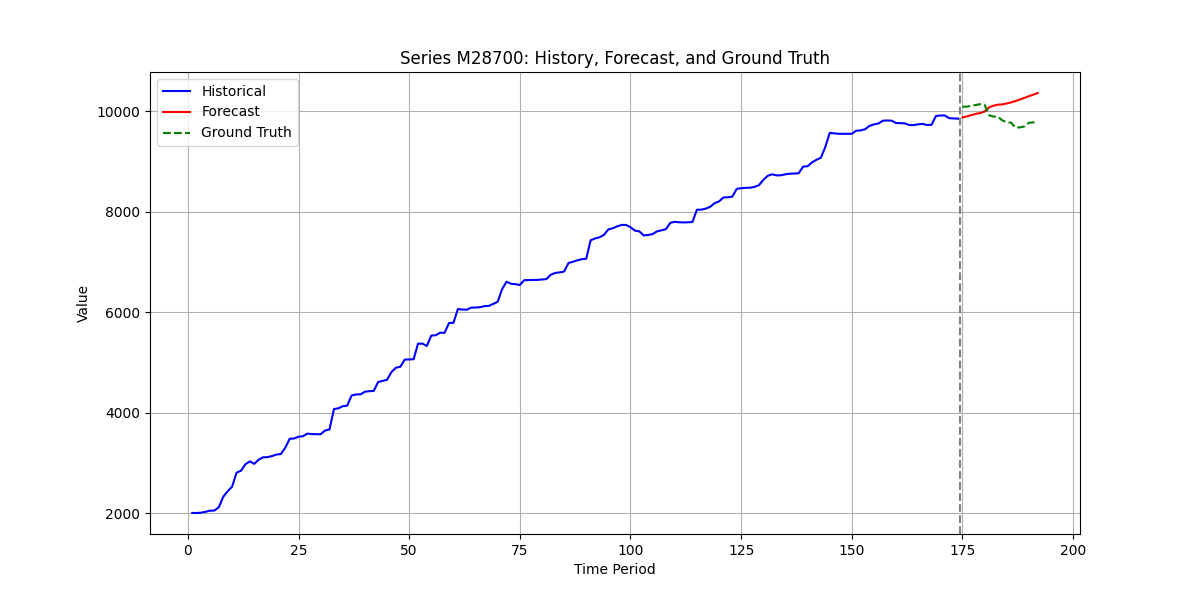 Series M28700: History, Forecast, and Ground Truth
Historical
Forecast
Ground Truth
Value
10000
8000
6000
4000
2000
0 25 50 75 100 125 150 175 200
Time Period